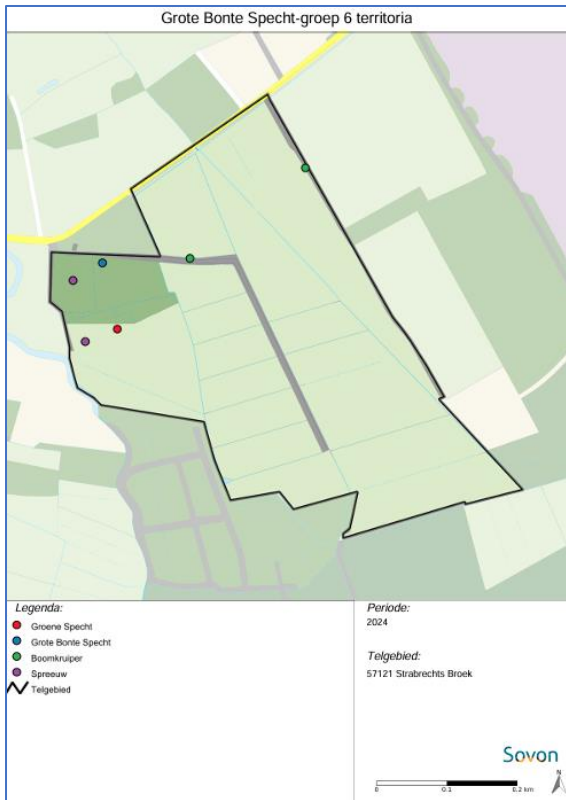 Grote Bonte Specht-groep 6 territoria
Legenda:
Groene Specht
Grote Bonte Specht
Boomkruiper
Spreeuw
Telgebied
Periode:
2024
Telgebied:
57121 Strabrechts Broek
Sovon
N
0 0.1 0.2 km